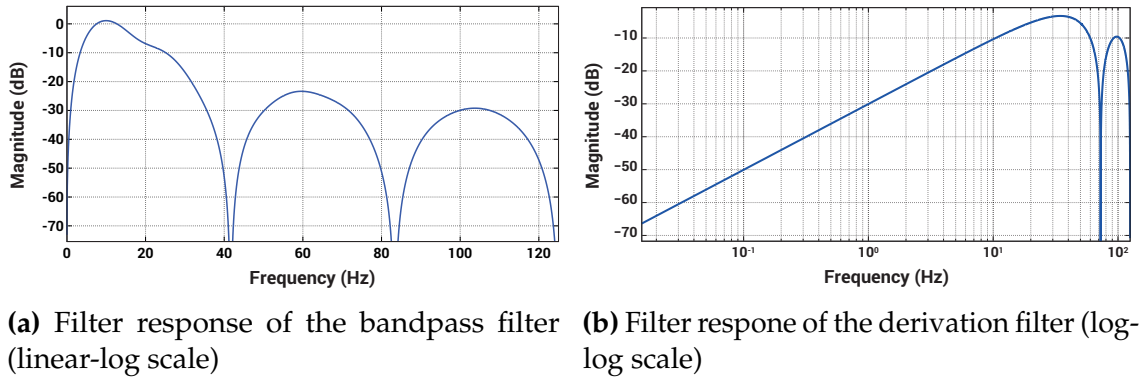 0
-10
-20
-30
-40
-50
-60
-70
Magnitude (dB)
0 20 40 60 80 100 120
Frequency (Hz)
−10
−20
−30
−40
−50
−60
−70
Magnitude (dB)
10⁻¹ 10⁰ 10¹ 10²
Frequency (Hz)
(a) Filter response of the bandpass filter
(linear-log scale)
(b) Filter respone of the derivation filter (log-
log scale)